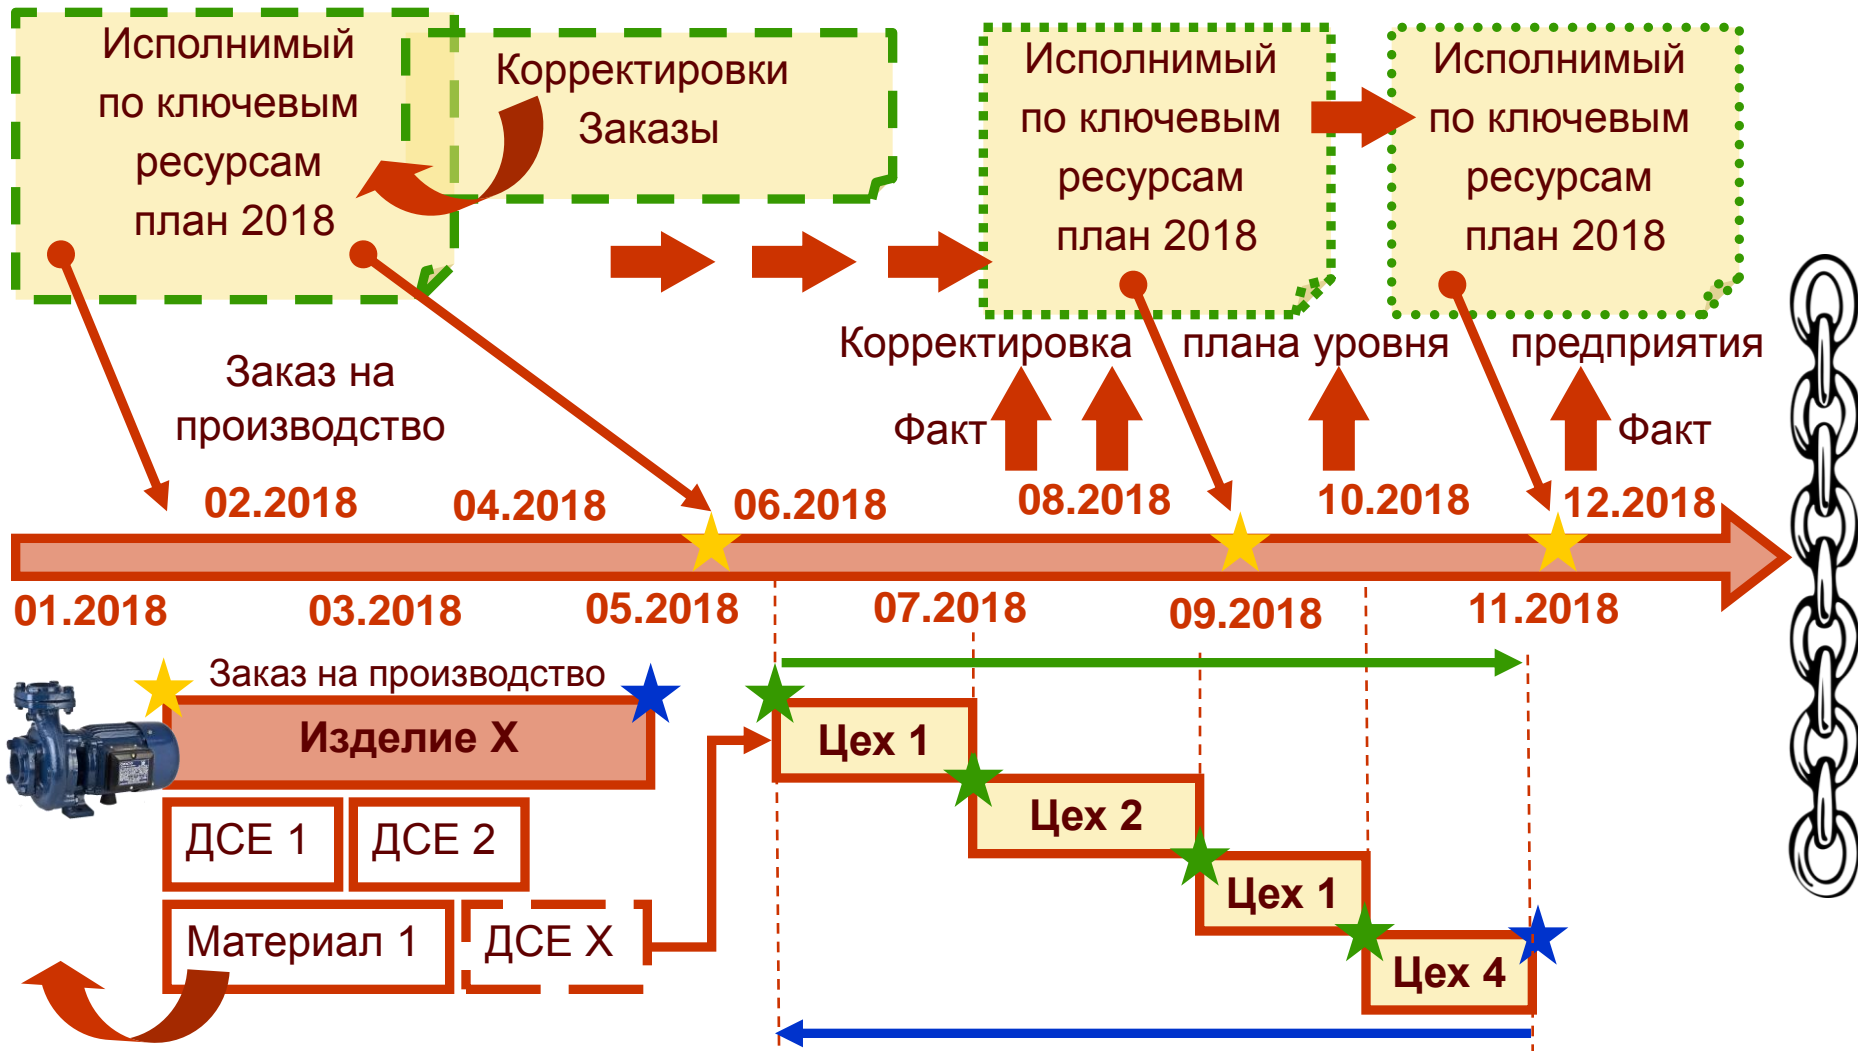 Исполнимый
по ключевым
ресурсам
план 2018
Корректировки
Заказы
Исполнимый
по ключевым
ресурсам
план 2018
Исполнимый
по ключевым
ресурсам
план 2018
Корректировка плана уровня предприятия
Заказ на
производство
Факт
Факт
02.2018 04.2018 06.2018 08.2018 10.2018 12.2018
01.2018 03.2018 05.2018 07.2018 09.2018 11.2018
Заказ на производство
Изделие X
ДСЕ 1
ДСЕ 2
Материал 1
ДСЕ X
Цех 1
Цех 2
Цех 1
Цех 4